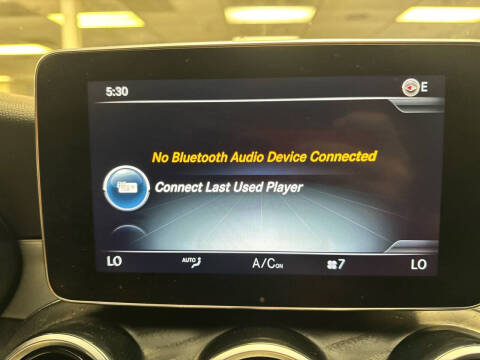 5:30
E
No Bluetooth Audio Device Connected
Connect Last Used Player
LO AUTO A/C ON 7 LO